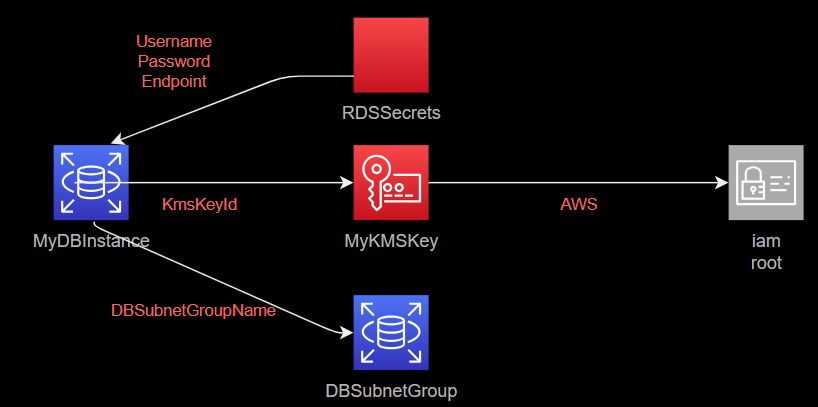 Username
Password
Endpoint
RDSSecrets
KmsKeyId
AWS
MyDBInstance
MyKMSKey
iam
root
DBSubnetGroupName
DBSubnetGroup